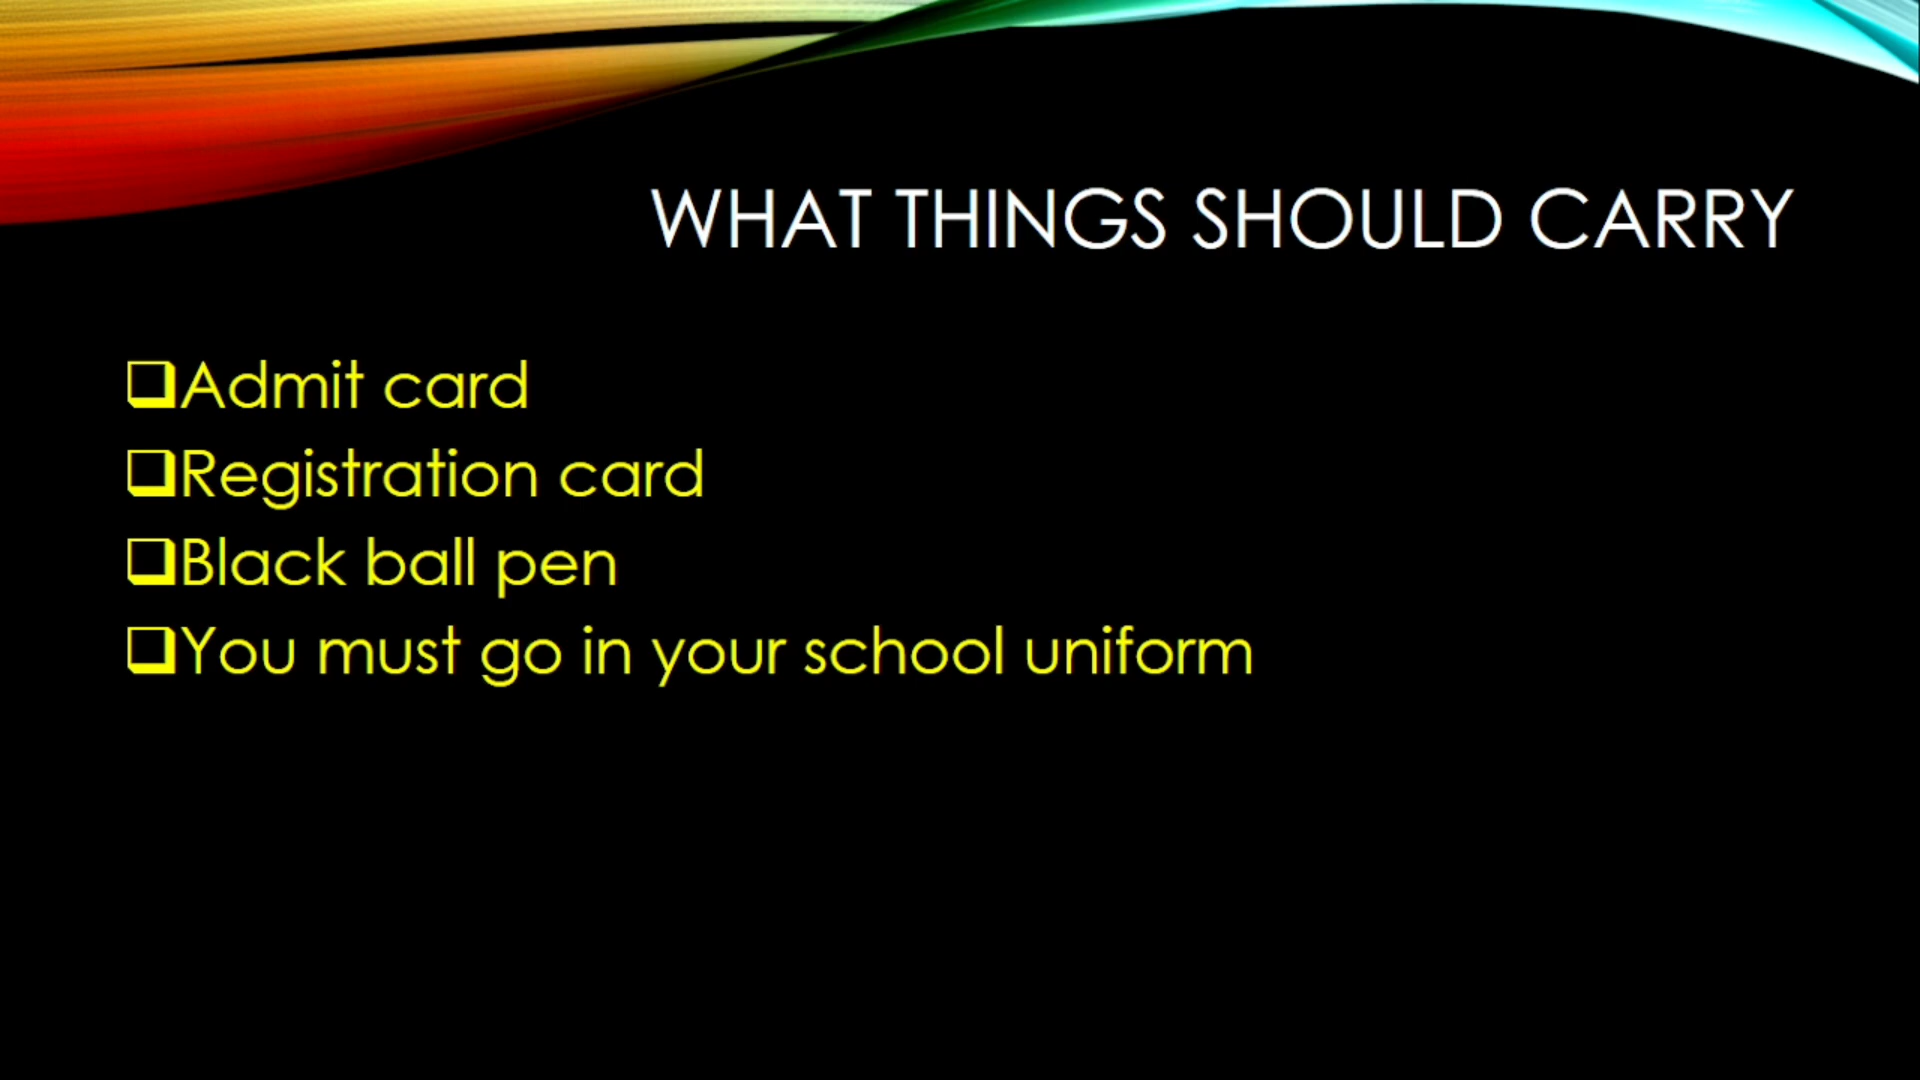 WHAT THINGS SHOULD CARRY
❑Admit card
❑Registration card
❑Black ball pen
❑You must go in your school uniform